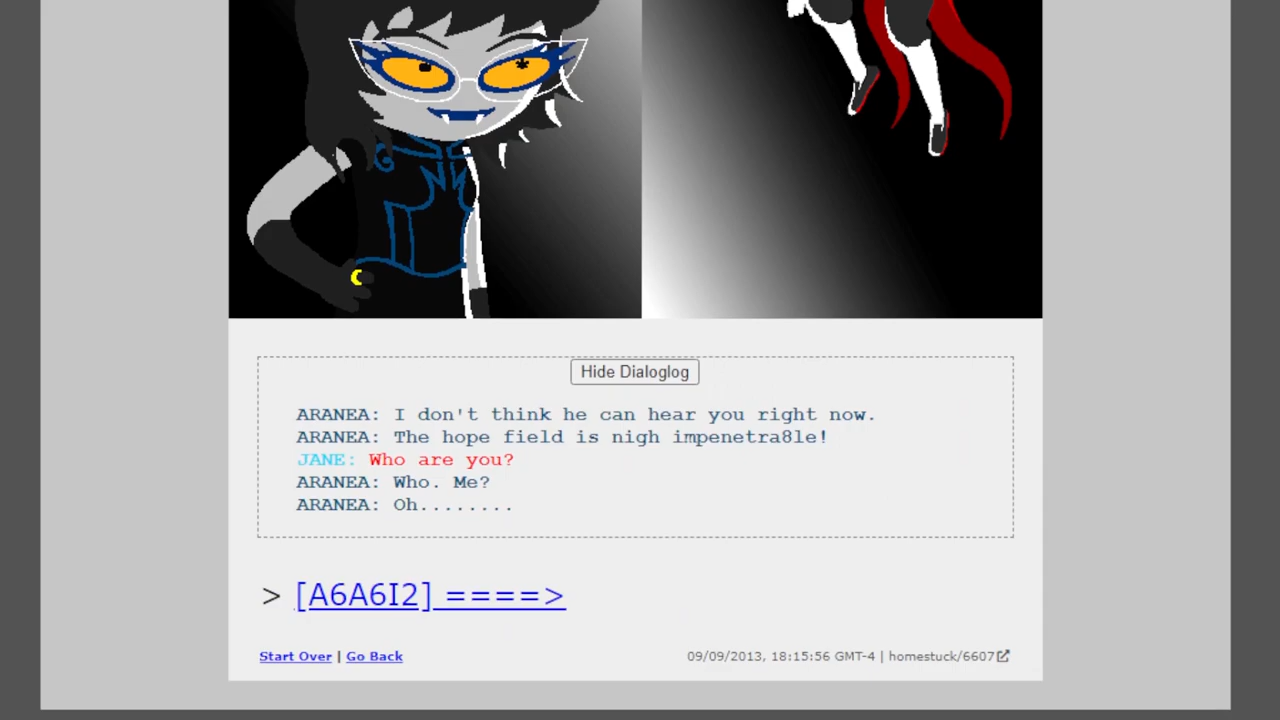 Hide Dialoglog
ARANEA: I don't think he can hear you right now.
ARANEA: The hope field is nigh impenetra8le!
JANE: Who are you?
ARANEA: Who. Me?
ARANEA: Oh........
> [A6A6I2] ====>
Start Over | Go Back
09/09/2013, 18:15:56 GMT-4 | homestuck/6607